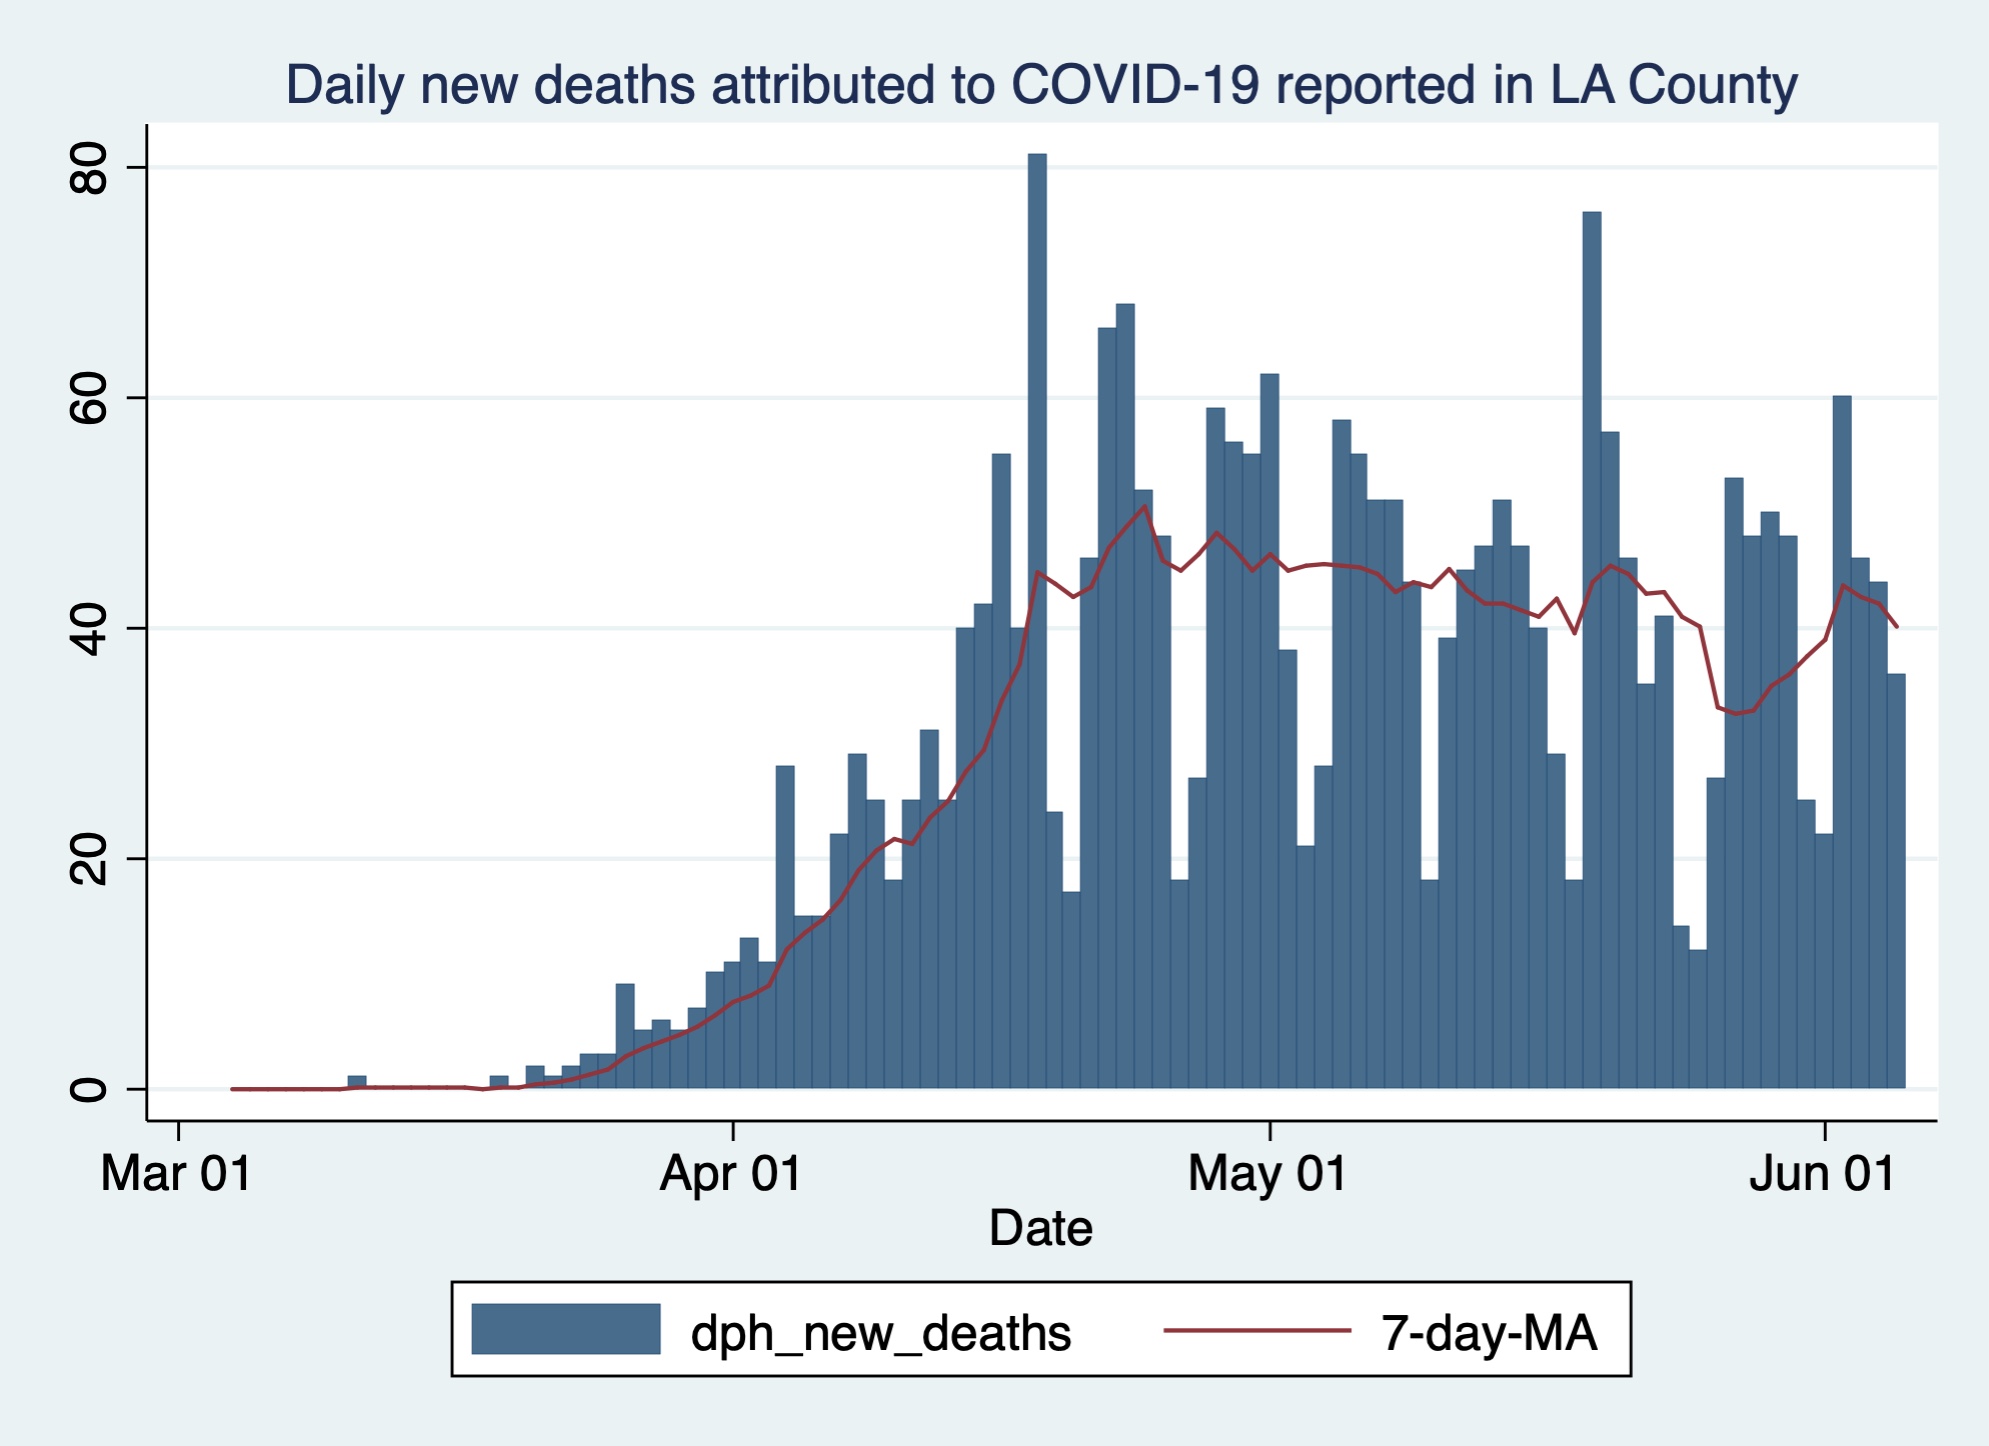 Daily new deaths attributed to COVID-19 reported in LA County
80
60
40
20
0
Mar 01 Apr 01 May 01 Jun 01
Date
dph_new_deaths 7-day-MA